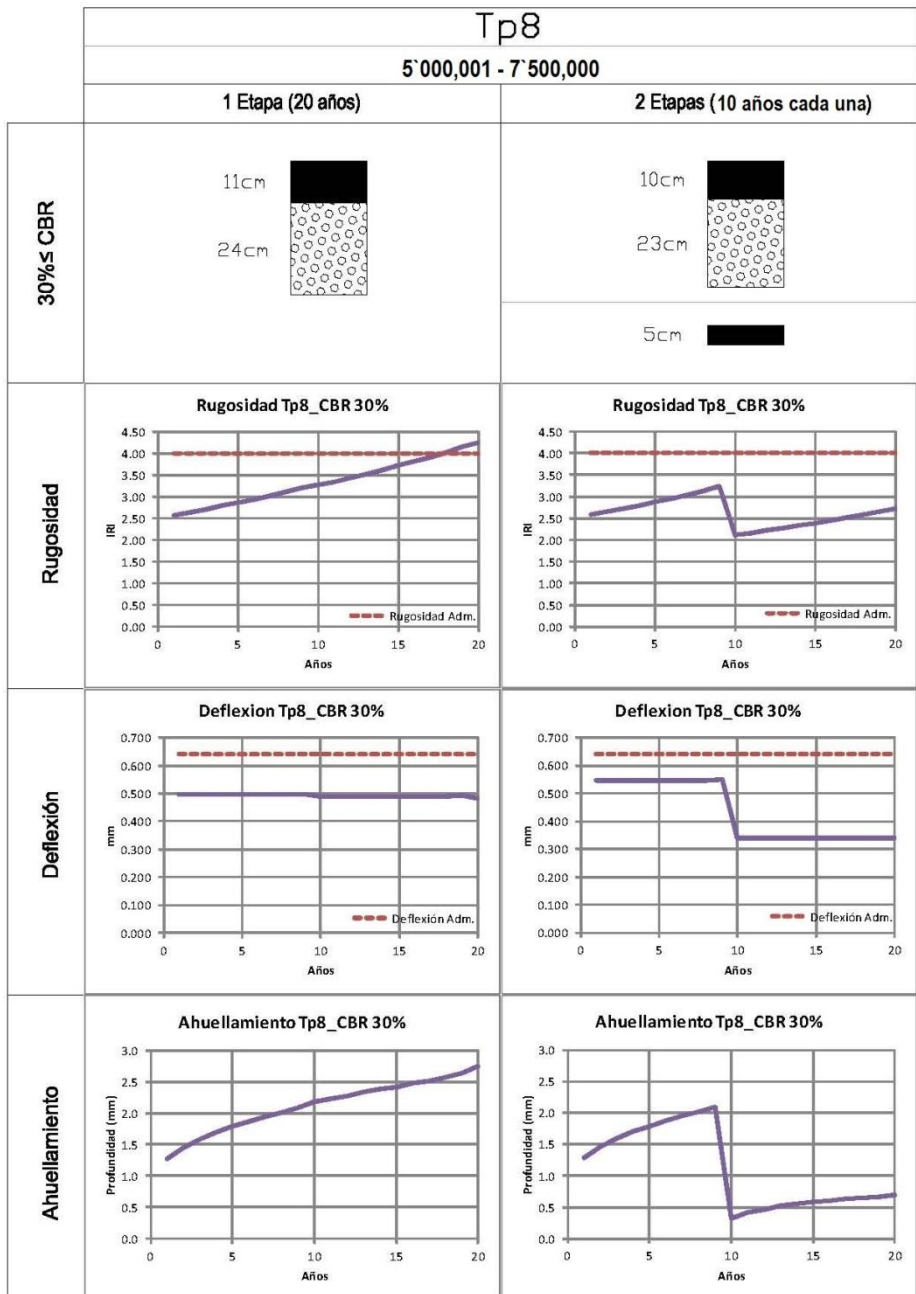 Tp8
5`000,001 - 7`500,000
1 Etapa (20 años)
2 Etapas (10 años cada una)
30%≤ CBR
11cm
24cm
10cm
23cm
5cm
Rugosidad
Rugosidad Tp8_CBR 30%
4.50
4.00
3.50
3.00
2.50
2.00
1.50
1.00
0.50
0.00
IRI
Rugosidad Adm.
0 5 10 15 20
Años
Rugosidad Tp8_CBR 30%
4.50
4.00
3.50
3.00
2.50
2.00
1.50
1.00
0.50
0.00
IRI
Rugosidad Adm.
0 5 10 15 20
Años
Deflexión
Deflexion Tp8_CBR 30%
0.700
0.600
0.500
0.400
0.300
0.200
0.100
0.000
mm
Deflexión Adm.
0 5 10 15 20
Años
Deflexion Tp8_CBR 30%
0.700
0.600
0.500
0.400
0.300
0.200
0.100
0.000
mm
Deflexión Adm.
0 5 10 15 20
Años
Ahuellamiento
Ahuellamiento Tp8_CBR 30%
3.0
2.5
2.0
1.5
1.0
0.5
0.0
Profundidad (mm)
0 5 10 15 20
Años
Ahuellamiento Tp8_CBR 30%
3.0
2.5
2.0
1.5
1.0
0.5
0.0
Profundidad (mm)
0 5 10 15 20
Años